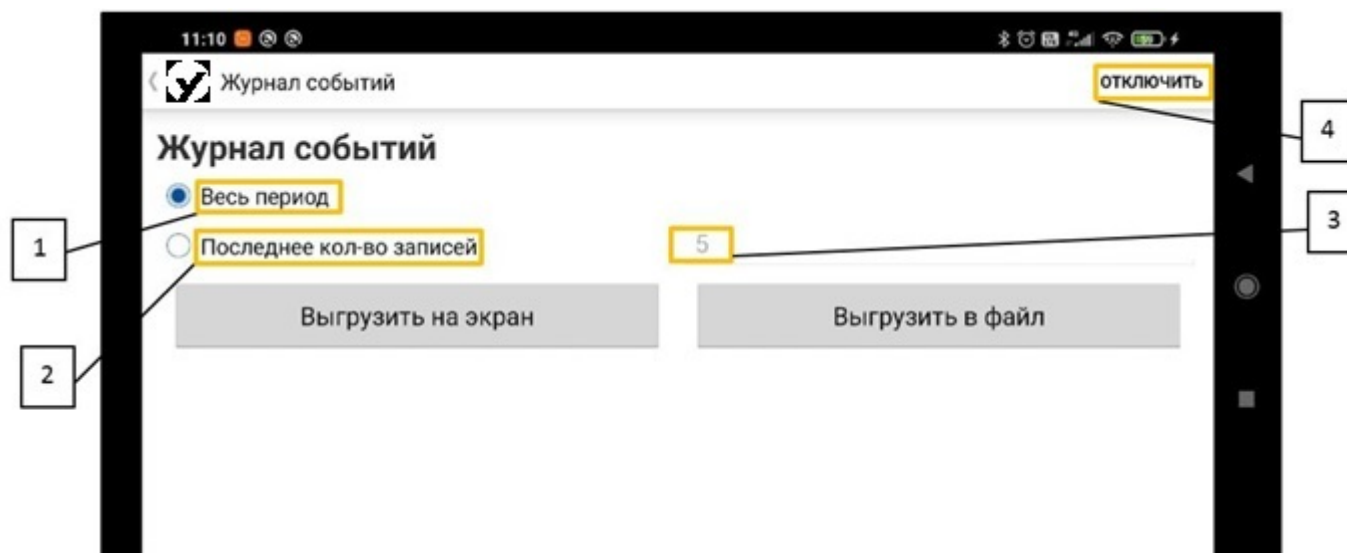 11:10
Журнал событий
ОТКЛЮЧИТЬ
4
Журнал событий
Весь период
3
1
Последнее кол-во записей
5
Выгрузить на экран
Выгрузить в файл
2